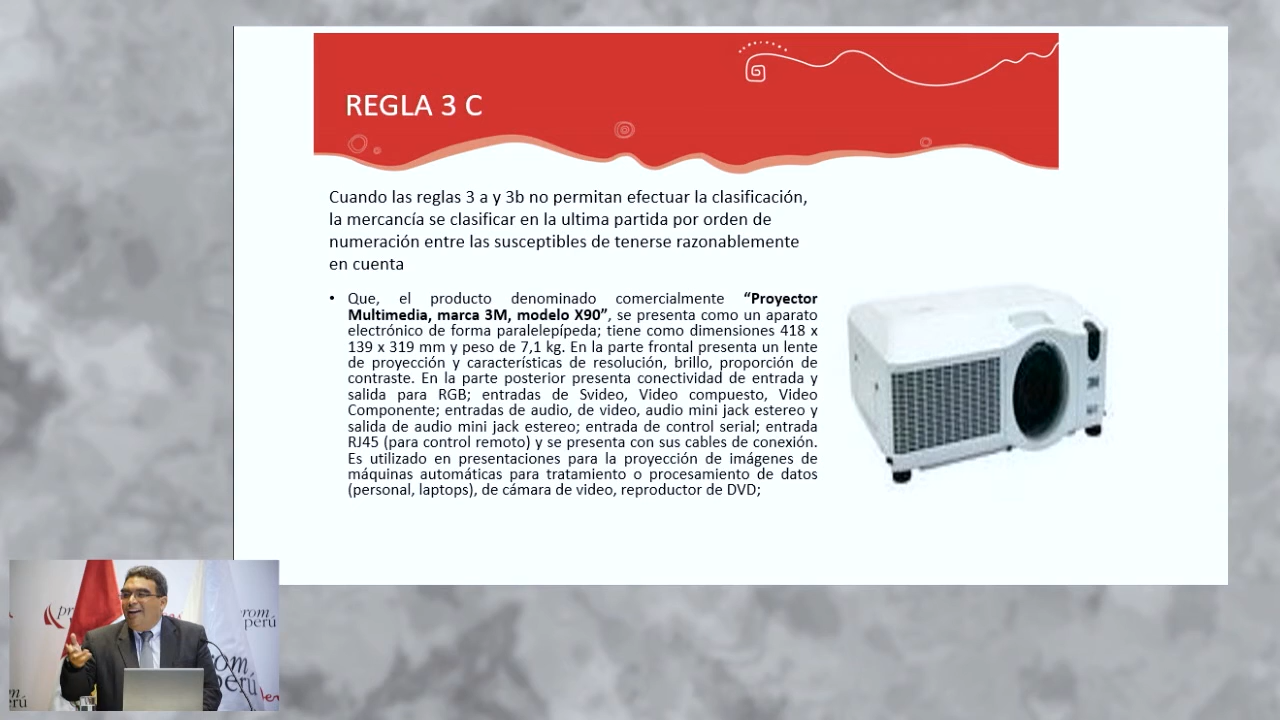 REGLA 3 C
Cuando las reglas 3 a y 3b no permitan efectuar la clasificación,
la mercancía se clasificar en la ultima partida por orden de
numeración entre las susceptibles de tenerse razonablemente
en cuenta
• Que, el producto denominado comercialmente “Proyector
Multimedia, marca 3M, modelo X90”, se presenta como un aparato
electrónico de forma paralelepípeda; tiene como dimensiones 418 x
139 x 319 mm y peso de 7,1 kg. En la parte frontal presenta un lente
de proyección y características de resolución, brillo, proporción de
contraste. En la parte posterior presenta conectividad de entrada y
salida para RGB; entradas de Svideo, Video compuesto, Video
Componente; entradas de audio, de video, audio mini jack estereo y
salida de audio mini jack estereo; entrada de control serial; entrada
RJ45 (para control remoto) y se presenta con sus cables de conexión.
Es utilizado en presentaciones para la proyección de imágenes de
máquinas automáticas para tratamiento o procesamiento de datos
(personal, laptops), de cámara de video, reproductor de DVD;
3M
rom
perú
om
perú